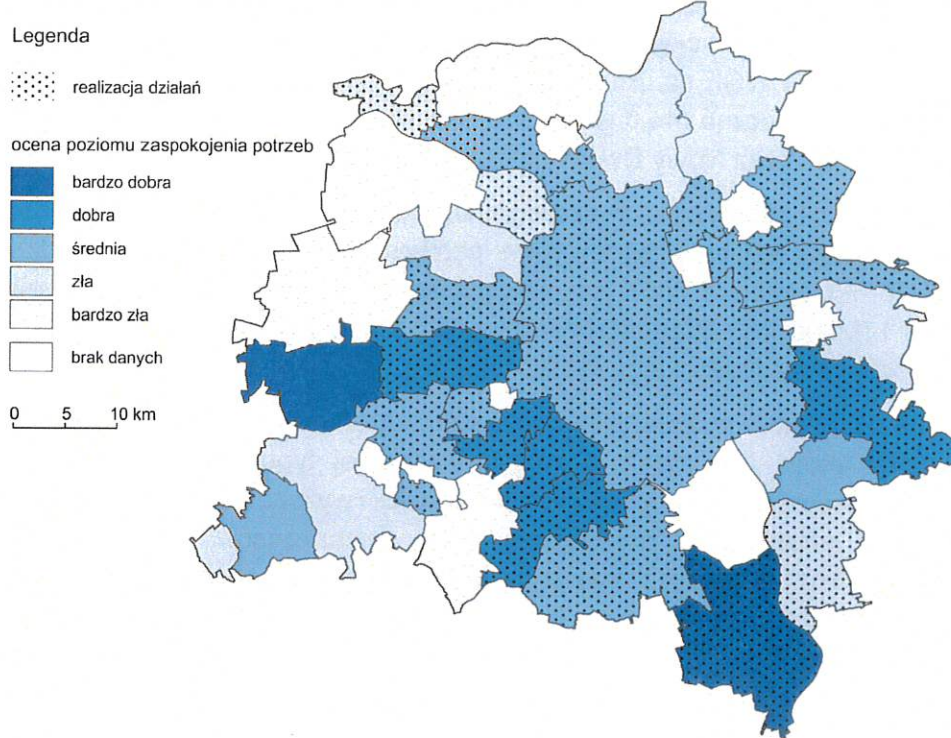 Legenda
realizacja działań
ocena poziomu zaspokojenia potrzeb
bardzo dobra
dobra
średnia
zła
bardzo zła
brak danych
0 5 10 km